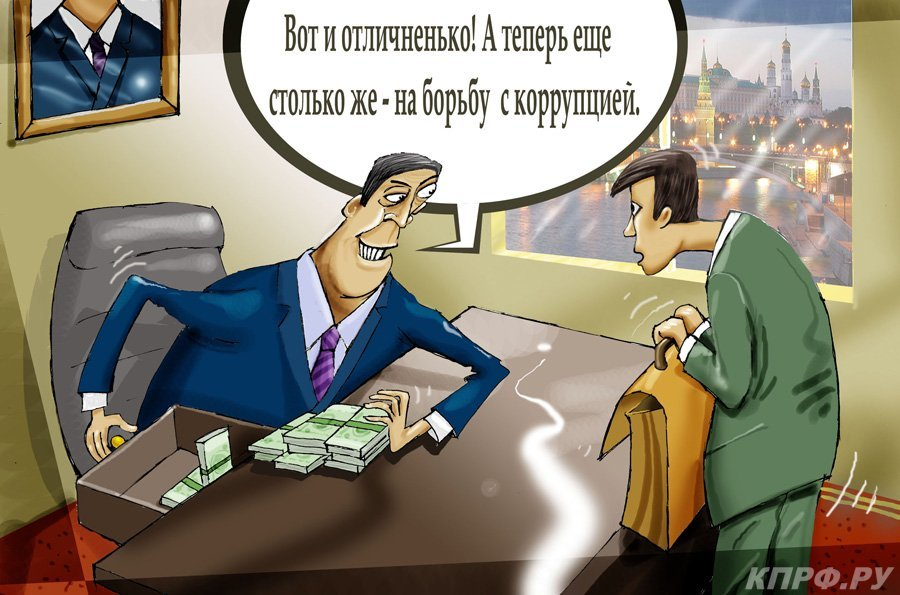 Вот и отличненько! А теперь еще
столько же - на борьбу с коррупцией.
КПРФ.РУ